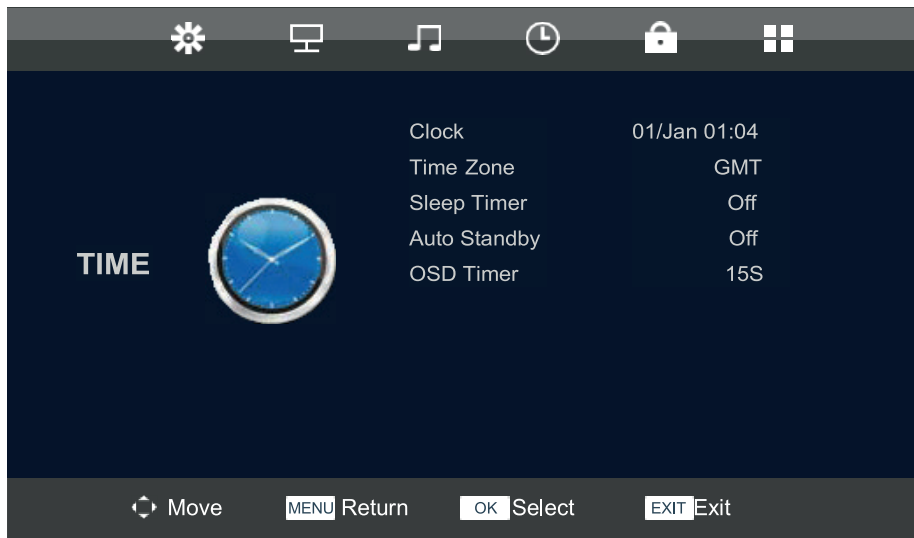 Clock 01/Jan 01:04
Time Zone GMT
Sleep Timer Off
Auto Standby Off
TIME
OSD Timer 15S
Move MENU Return OK Select EXIT Exit